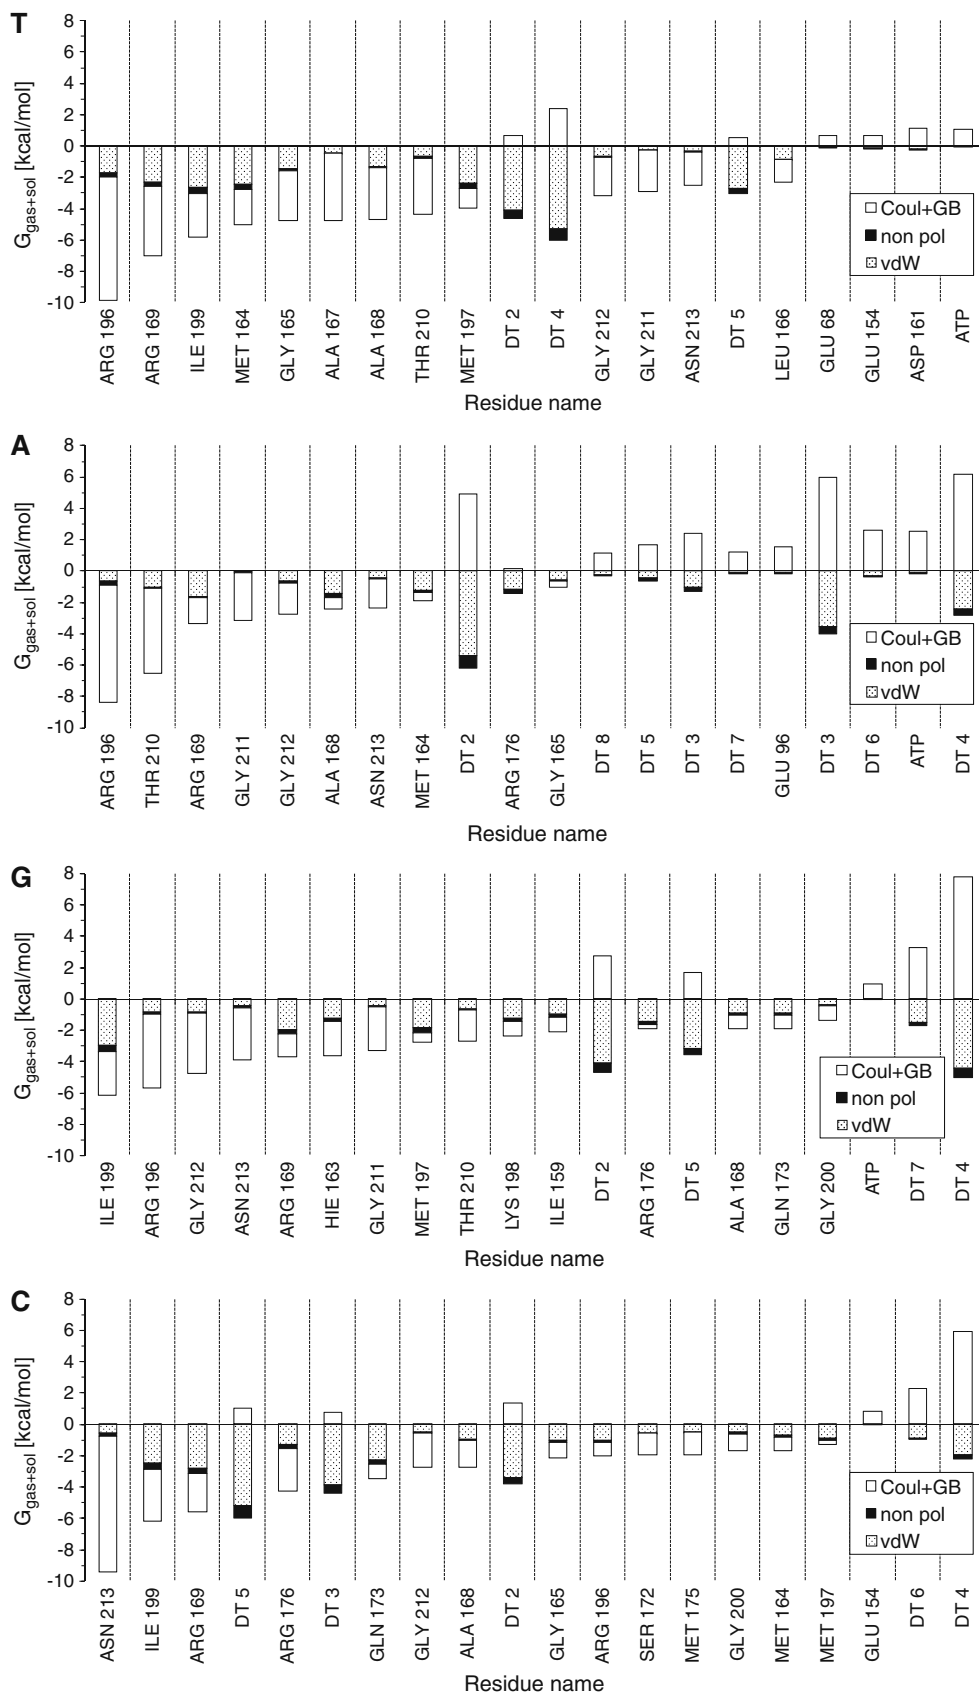 T
8
6
4
2
0
-2
-4
-6
-8
-10
G gas+sol [kcal/mol]
Coul+GB
non pol
vdW
ARG 196
ARG 169
ILE 199
MET 164
GLY 165
ALA 167
ALA 168
THR 210
MET 197
DT 2
DT 4
GLY 212
GLY 211
ASN 213
DT 5
LEU 166
GLU 68
GLU 154
ASP 161
ATP
Residue name
A
8
6
4
2
0
-2
-4
-6
-8
-10
G gas+sol [kcal/mol]
Coul+GB
non pol
vdW
ARG 196
THR 210
ARG 169
GLY 211
GLY 212
ALA 168
ASN 213
MET 164
DT 2
ARG 176
GLY 165
DT 8
DT 5
DT 3
DT 7
GLU 96
DT 3
DT 6
ATP
DT 4
Residue name
G
8
6
4
2
0
-2
-4
-6
-8
-10
G gas+sol [kcal/mol]
Coul+GB
non pol
vdW
ILE 199
ARG 196
GLY 212
ASN 213
ARG 169
HIE 163
GLY 211
MET 197
THR 210
LYS 198
ILE 159
DT 2
ARG 176
DT 5
ALA 168
GLN 173
GLY 200
ATP
DT 7
DT 4
Residue name
C
8
6
4
2
0
-2
-4
-6
-8
-10
G gas+sol [kcal/mol]
Coul+GB
non pol
vdW
ASN 213
ILE 199
ARG 169
DT 5
ARG 176
DT 3
GLN 173
GLY 212
ALA 168
DT 2
GLY 165
ARG 196
SER 172
MET 175
GLY 200
MET 164
MET 197
GLU 154
DT 6
DT 4
Residue name